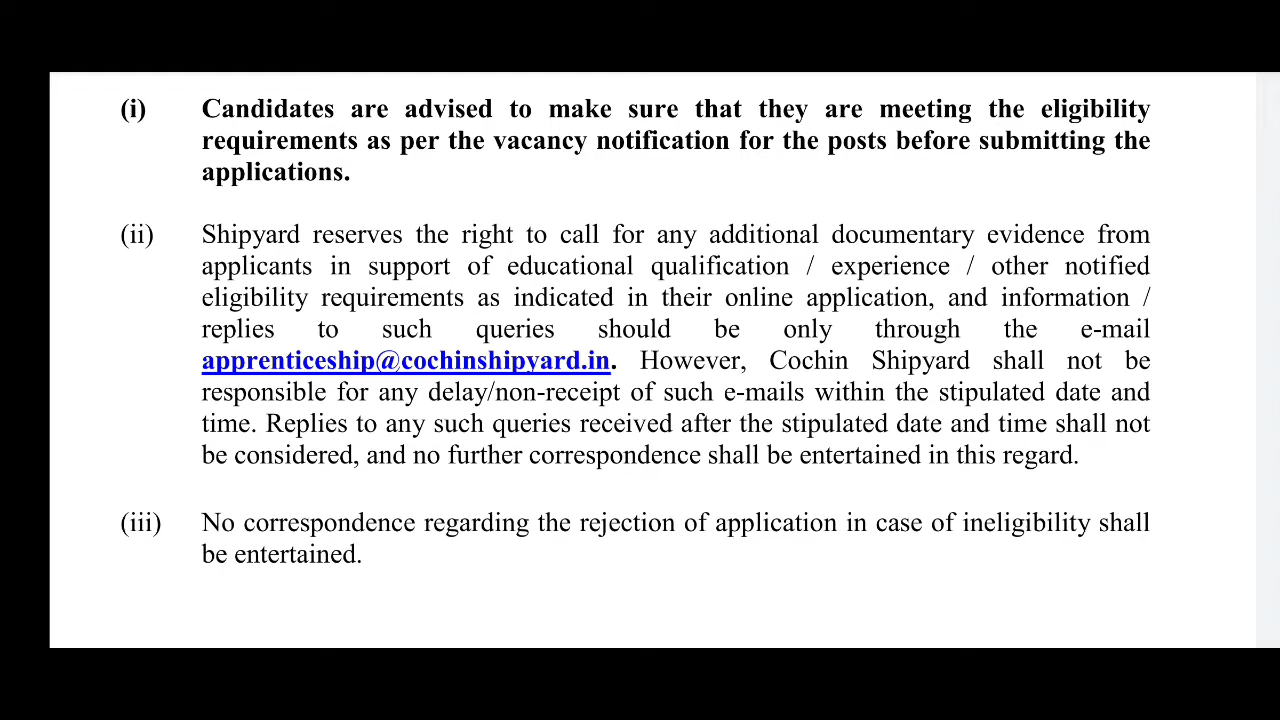 (i) Candidates are advised to make sure that they are meeting the eligibility
requirements as per the vacancy notification for the posts before submitting the
applications.
(ii) Shipyard reserves the right to call for any additional documentary evidence from
applicants in support of educational qualification / experience / other notified
eligibility requirements as indicated in their online application, and information /
replies to such queries should be only through the e-mail
apprenticeship@cochinshipyard.in. However, Cochin Shipyard shall not be
responsible for any delay/non-receipt of such e-mails within the stipulated date and
time. Replies to any such queries received after the stipulated date and time shall not
be considered, and no further correspondence shall be entertained in this regard.
(iii) No correspondence regarding the rejection of application in case of ineligibility shall
be entertained.